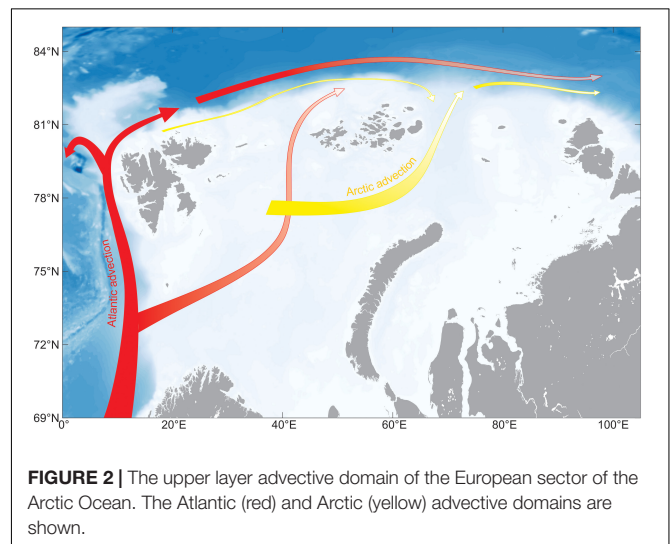 84°N
81°N
78°N
75°N
72°N
69°N
0°
20°E
40°E
60°E
80°E
100°E
Atlantic advection
Arctic advection
FIGURE 2 | The upper layer advective domain of the European sector of the
Arctic Ocean. The Atlantic (red) and Arctic (yellow) advective domains are
shown.